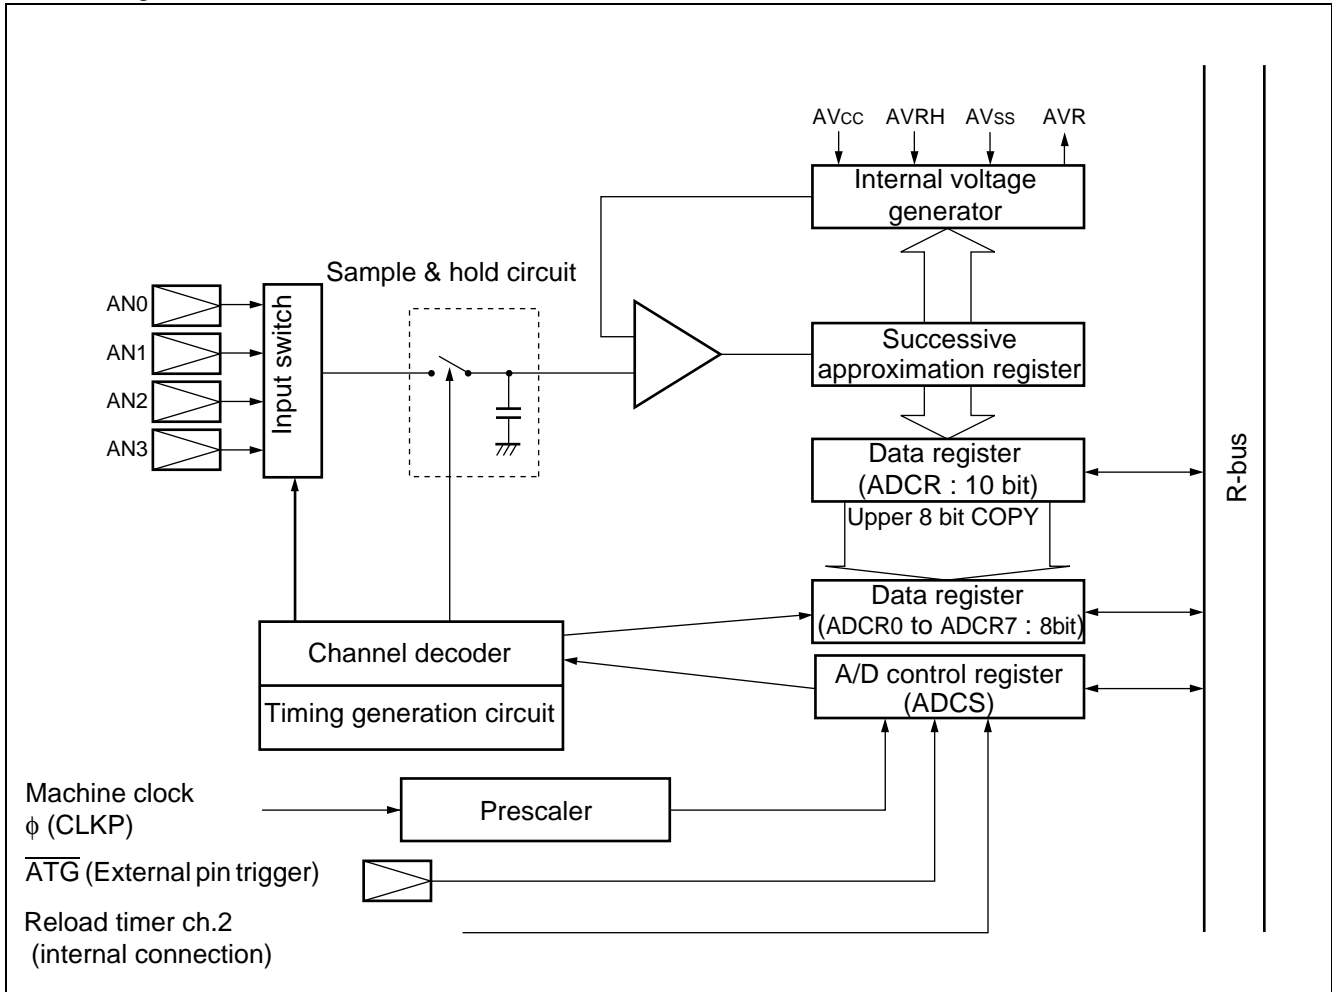 AVCC AVRH AVSS AVR
Internal voltage
generator
Sample & hold circuit
AN0
AN1
AN2
AN3
Input switch
Successive
approximation register
Data register
(ADCR : 10 bit)
Upper 8 bit COPY
R-bus
Data register
(ADCR0 to ADCR7 : 8bit)
Channel decoder
Timing generation circuit
A/D control register
(ADCS)
Machine clock
ϕ (CLKP)
Prescaler
ATG (External pin trigger)
Reload timer ch.2
(internal connection)